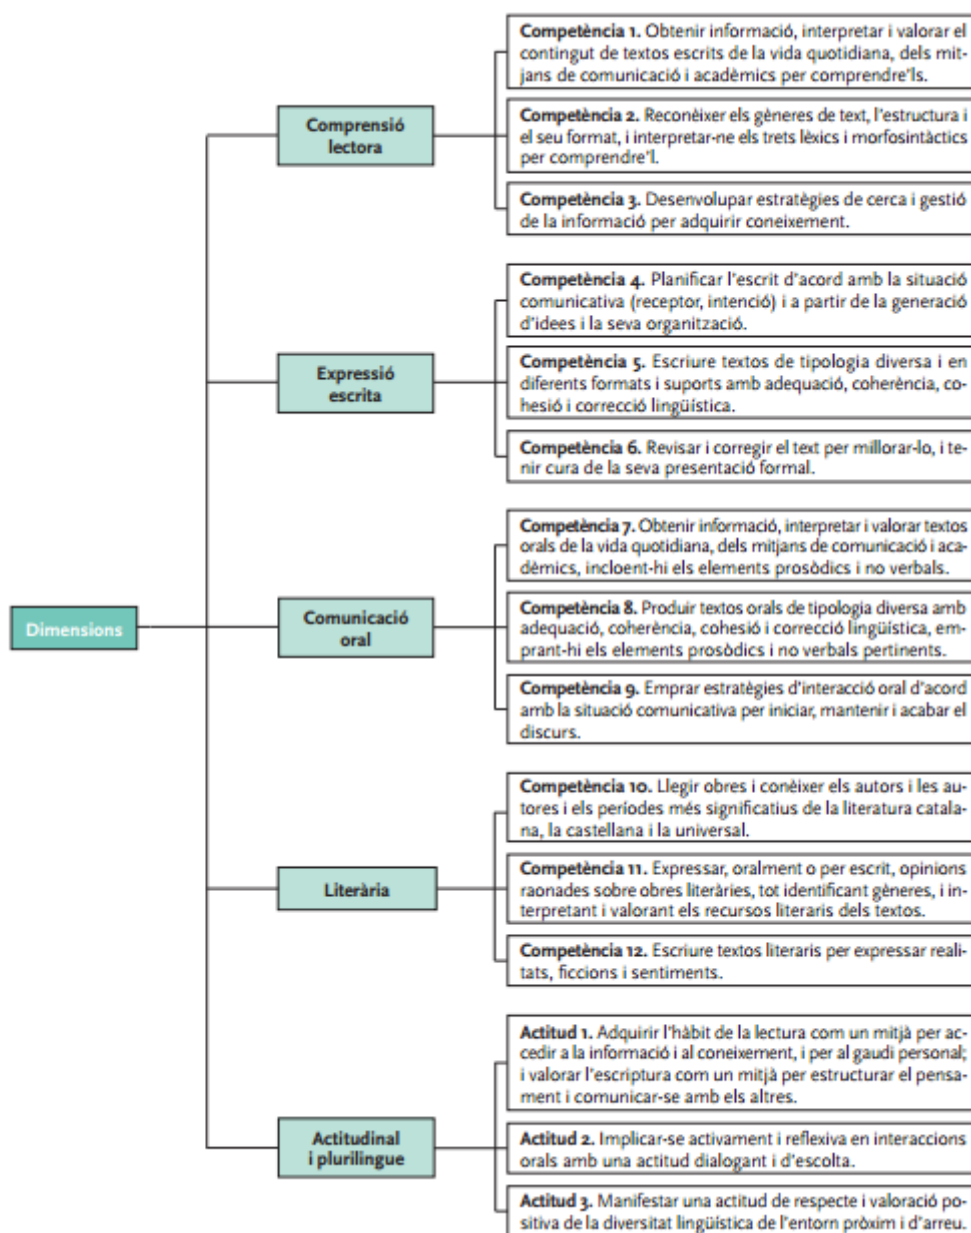 Dimensions
Comprensió
lectora
Competència 1. Obtenir informació, interpretar i valorar el
contingut de textos escrits de la vida quotidiana, dels mit-
jans de comunicació i acadèmics per comprendre'ls.
Competència 2. Reconèixer els gèneres de text, l'estructura i
el seu format, i interpretar-ne els trets lèxics i morfosintàctics
per comprendre'l.
Competència 3. Desenvolupar estratègies de cerca i gestió
de la informació per adquirir coneixement.
Expressió
escrita
Competència 4. Planificar l'escrit d'acord amb la situació
comunicativa (receptor, intenció) i a partir de la generació
d'idees i la seva organització.
Competència 5. Escriure textos de tipologia diversa i en
diferents formats i suports amb adequació, coherència, co-
hesió i correcció lingüística.
Competència 6. Revisar i corregir el text per millorar-lo, i te-
nir cura de la seva presentació formal.
Comunicació
oral
Competència 7. Obtenir informació, interpretar i valorar textos
orals de la vida quotidiana, dels mitjans de comunicació i aca-
dèmics, incloent-hi els elements prosòdics i no verbals.
Competència 8. Produir textos orals de tipologia diversa amb
adequació, coherència, cohesió i correcció lingüística, em-
prant-hi els elements prosòdics i no verbals pertinents.
Competència 9. Emprar estratègies d'interacció oral d'acord
amb la situació comunicativa per iniciar, mantenir i acabar el
discurs.
Literària
Competència 10. Llegir obres i conèixer els autors i les au-
tores i els períodes més significatius de la literatura catala-
na, la castellana i la universal.
Competència 11. Expressar, oralment o per escrit, opinions
raonades sobre obres literàries, tot identificant gèneres, i in-
terpretant i valorant els recursos literaris dels textos.
Competència 12. Escriure textos literaris per expressar reali-
tats, ficcions i sentiments.
Actitudinal
i plurilingüe
Actitud 1. Adquirir l'hàbit de la lectura com un mitjà per ac-
cedir a la informació i al coneixement, i per al gaudi personal;
i valorar l'escriptura com un mitjà per estructurar el pensa-
ment i comunicar-se amb els altres.
Actitud 2. Implicar-se activament i reflexiva en interaccions
orals amb una actitud dialogant i d'escolta.
Actitud 3. Manifestar una actitud de respecte i valoració po-
sitiva de la diversitat lingüística de l'entorn pròxim i d'arreu.